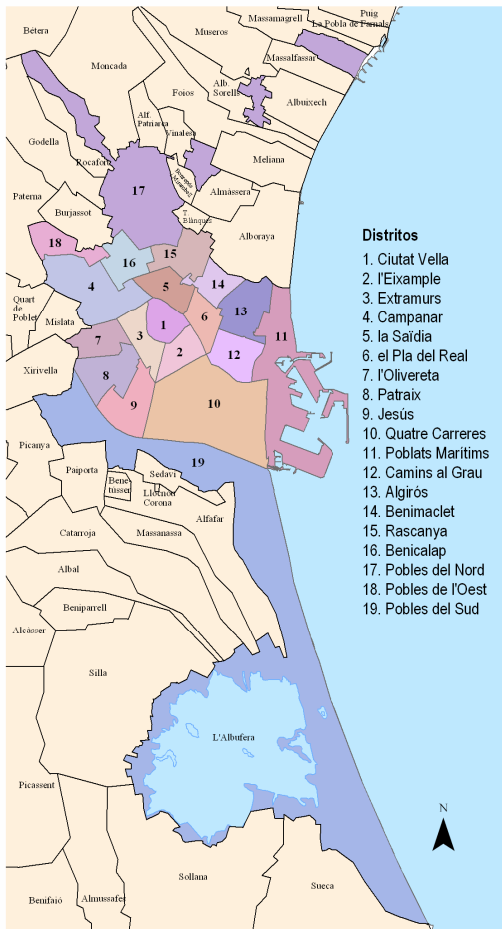 Puig
Massamagrell
La Pobla de Farnals
Bétera
Museros
Massalfassar
Moncada
Foios
Alb.
Sorells
Albuixech
Alf.
Patriarca
Vinalesa
Godella
Rocafort
Meliana
Paterna
17
Almàssera
Burjassot
T.
Blanques
Alboraya
18
15
16
4
5
14
Quart
de
Poblet
Mislata
1
6
13
11
7
3
2
12
Xirivella
8
9
10
Picanya
Paiporta
19
Sedaví
Bene-
tússer
Llocnou
Corona
Alfafar
Catarroja
Massanassa
Albal
Beniparrell
Alcàsser
Silla
L'Albufera
Picassent
Sollana
Sueca
Benifaió
Almussafes
N
Distritos
1. Ciutat Vella
2. l'Eixample
3. Extramurs
4. Campanar
5. la Saïdia
6. el Pla del Real
7. l'Olivereta
8. Patraix
9. Jesús
10. Quatre Carreres
11. Poblats Marítims
12. Camins al Grau
13. Algirós
14. Benimaclet
15. Rascanya
16. Benicalap
17. Pobles del Nord
18. Pobles de l'Oest
19. Pobles del Sud